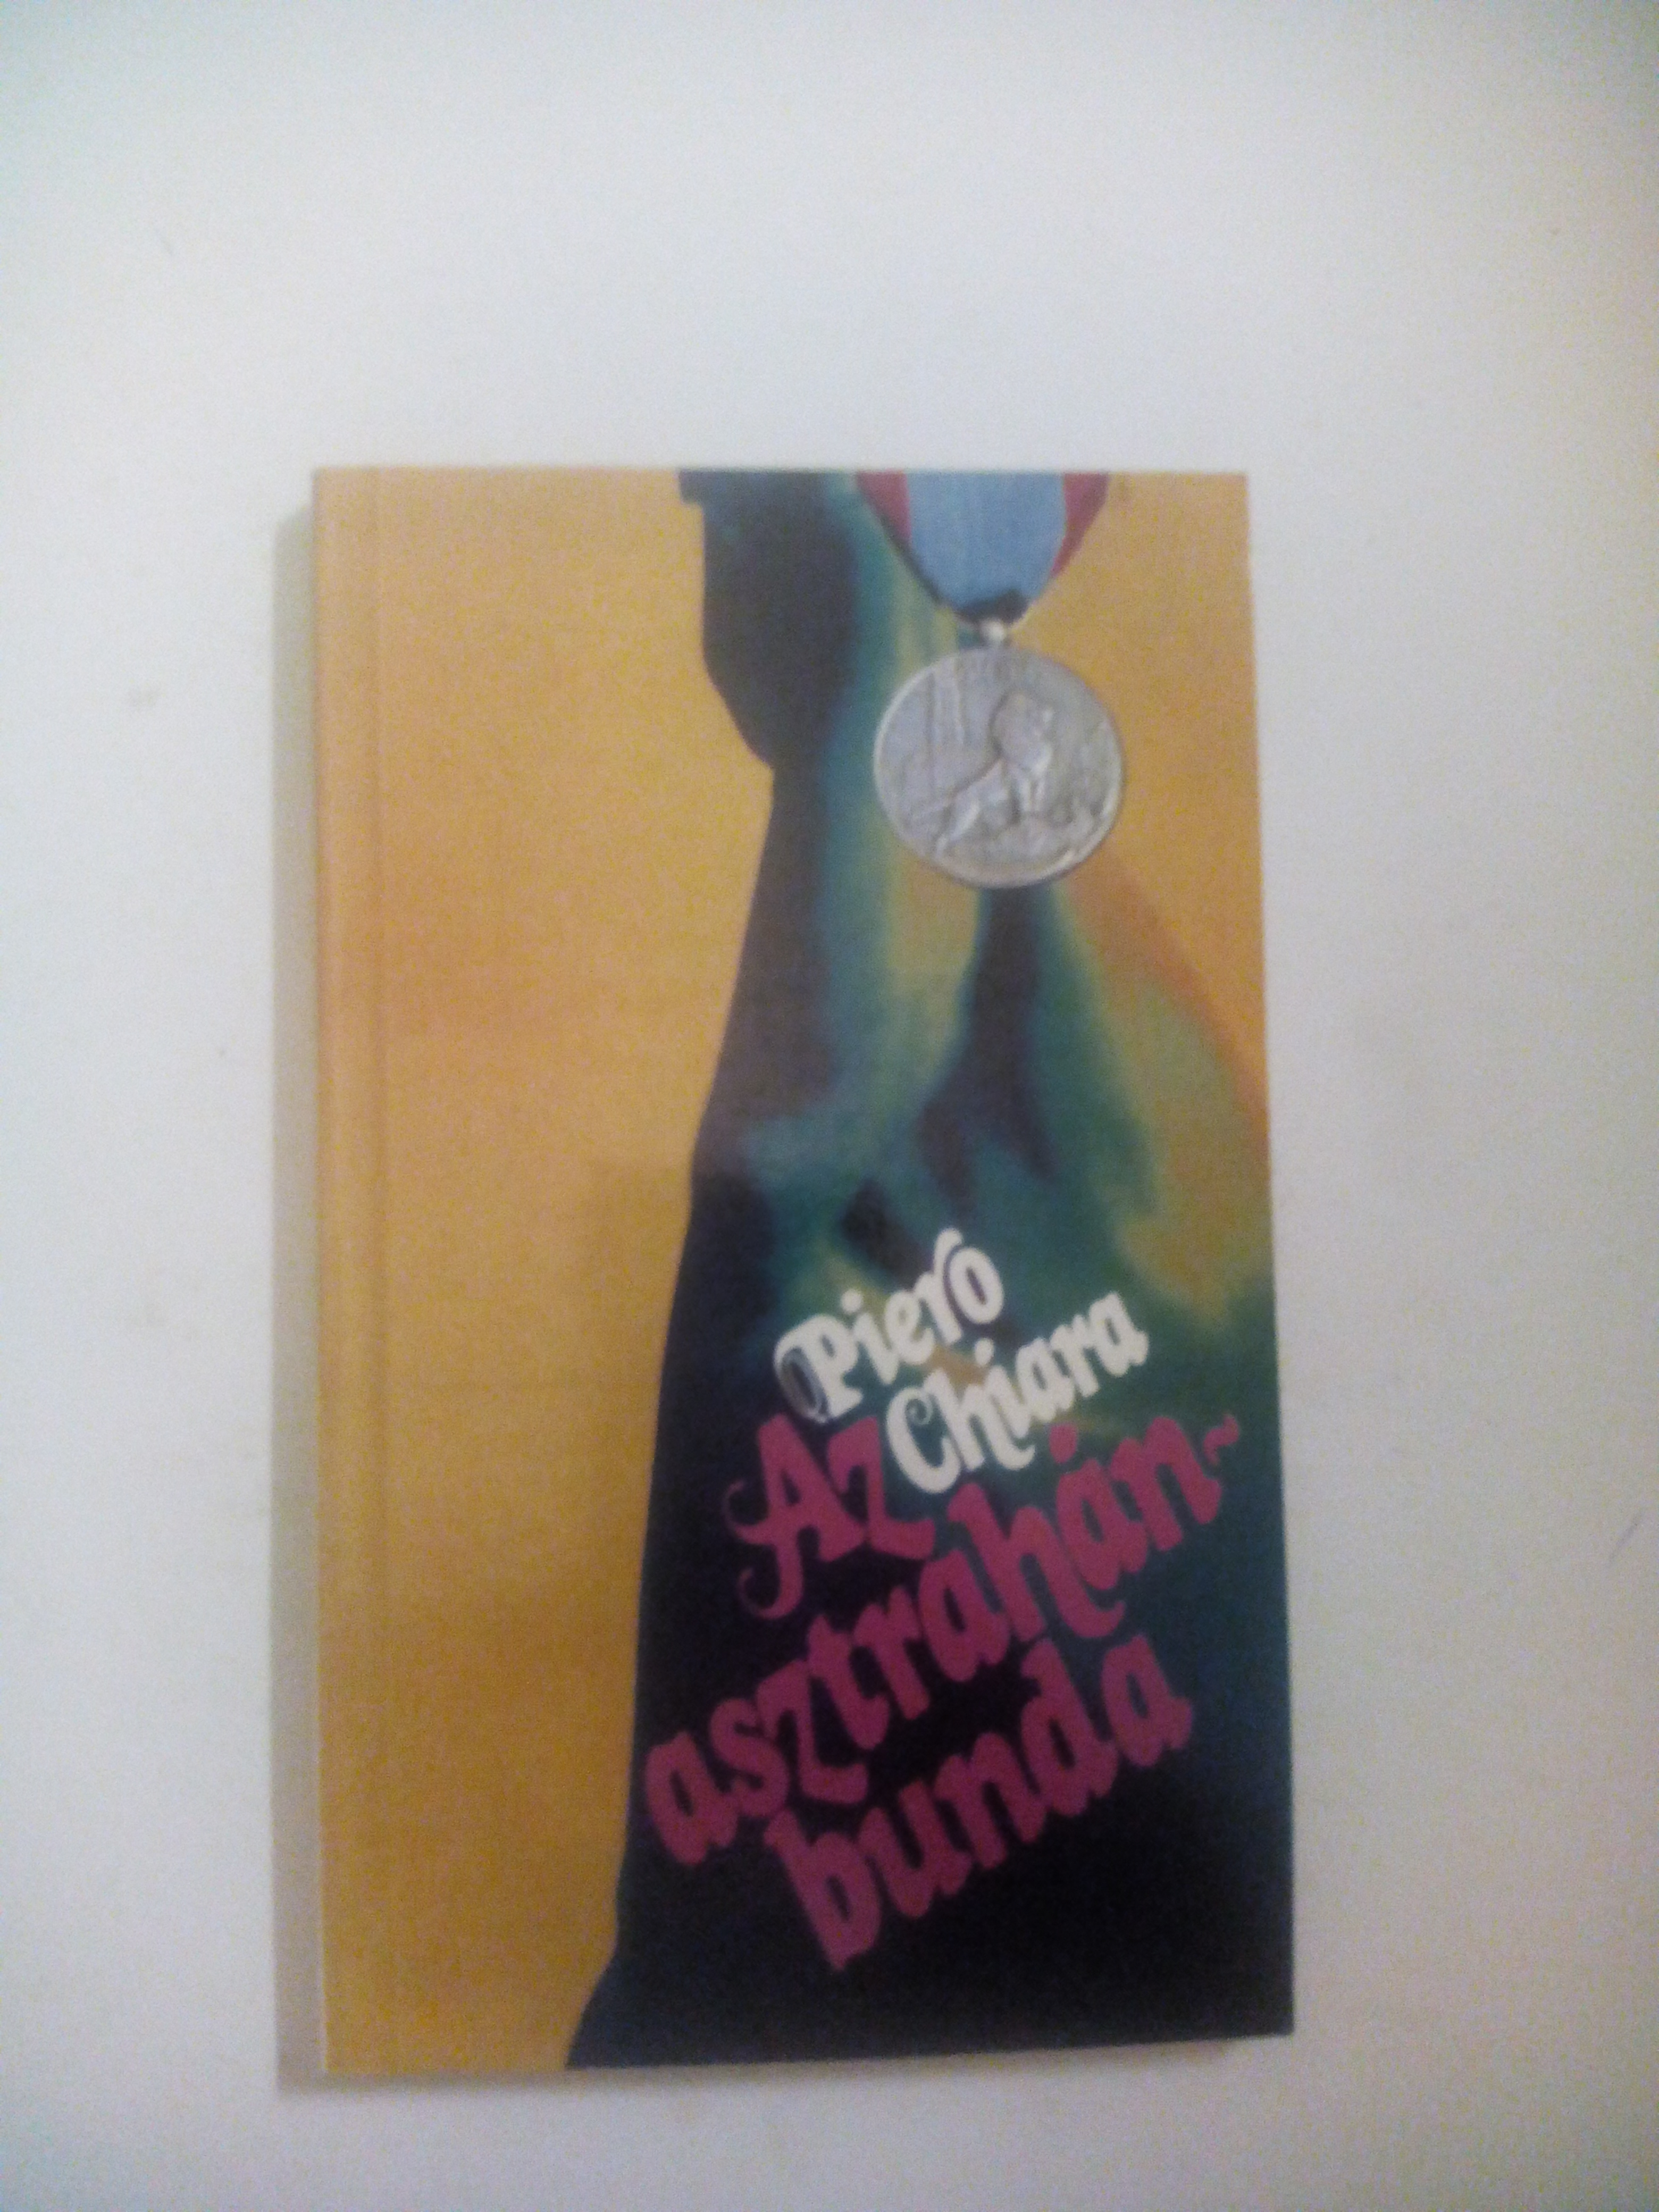 Piero
Chiara
Az
asztrahán-
bunda